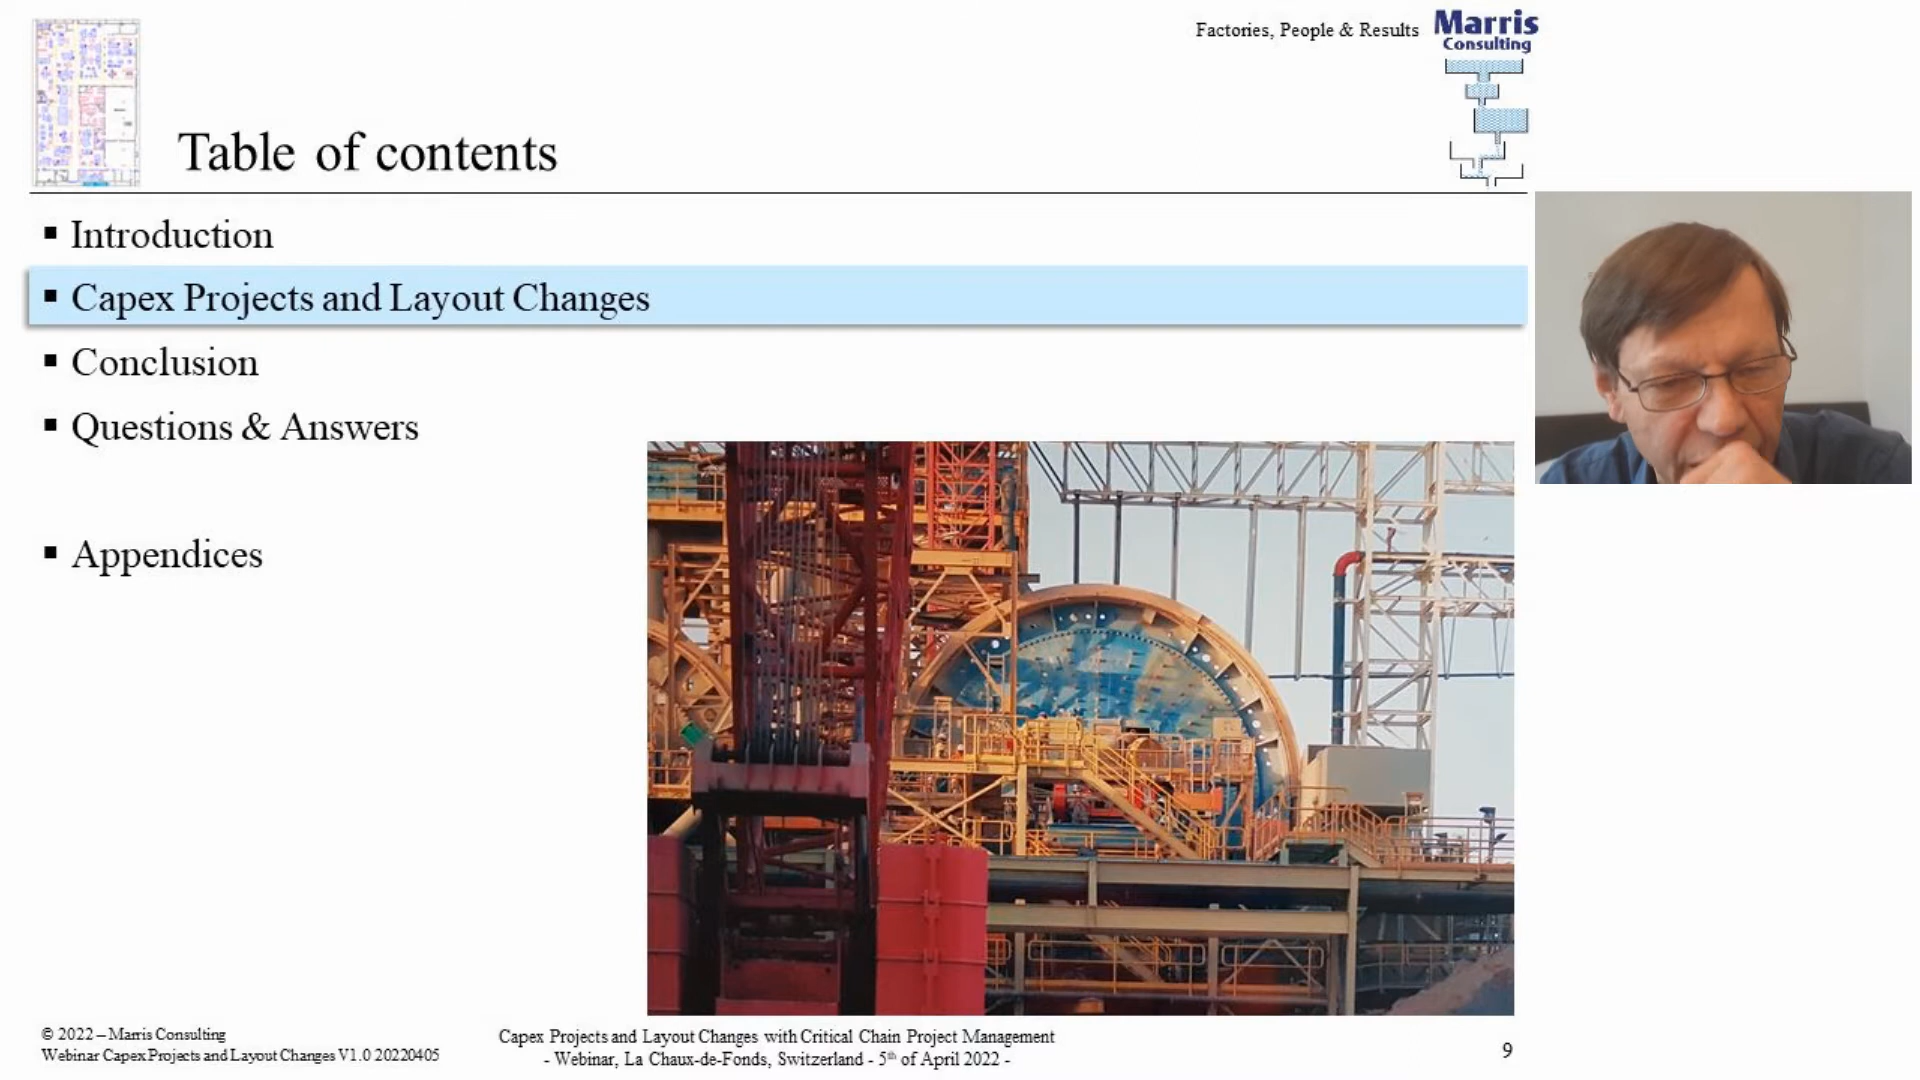 Factories, People & Results
Marris
Consulting
Table of contents
▪ Introduction
▪ Capex Projects and Layout Changes
▪ Conclusion
▪ Questions & Answers
▪ Appendices
© 2022 – Marris Consulting
Webinar Capex Projects and Layout Changes V1.0 20220405
Capex Projects and Layout Changes with Critical Chain Project Management
- Webinar, La Chaux-de-Fonds, Switzerland - 5th of April 2022 -
9